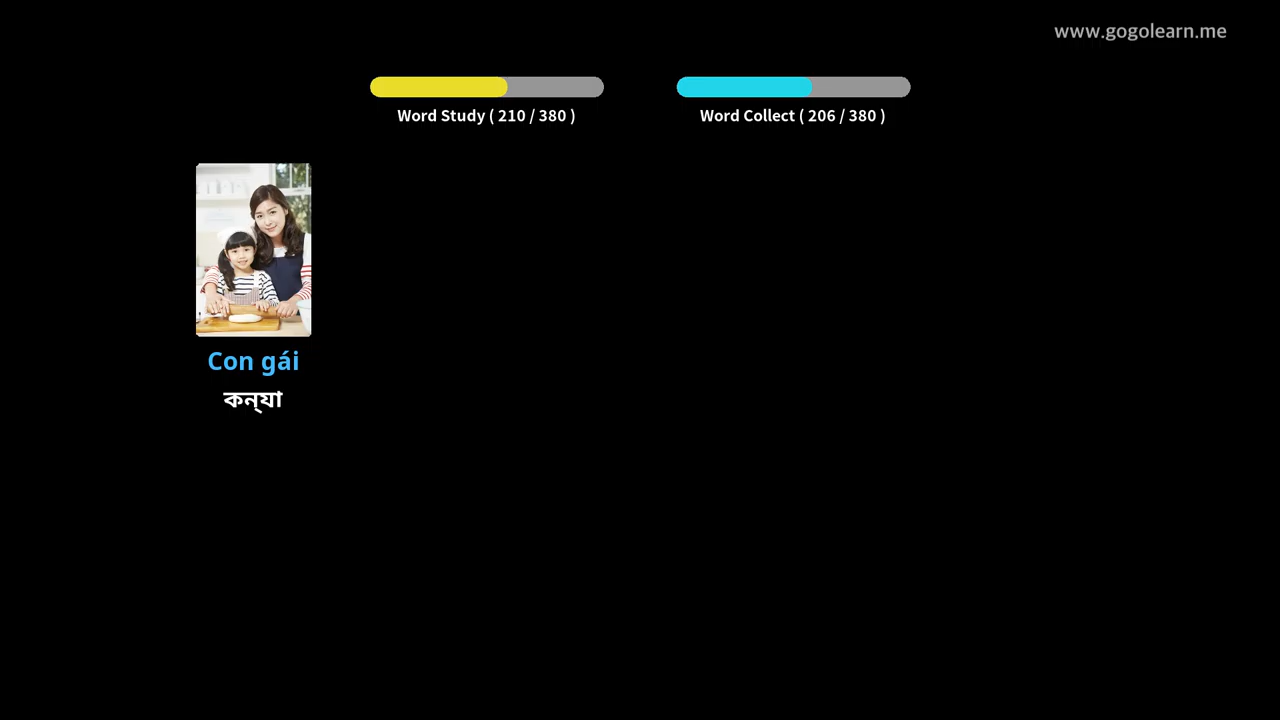 www.gogolearn.me
Word Study ( 210 / 380 )
Word Collect ( 206 / 380 )
Con gái
কন্যা